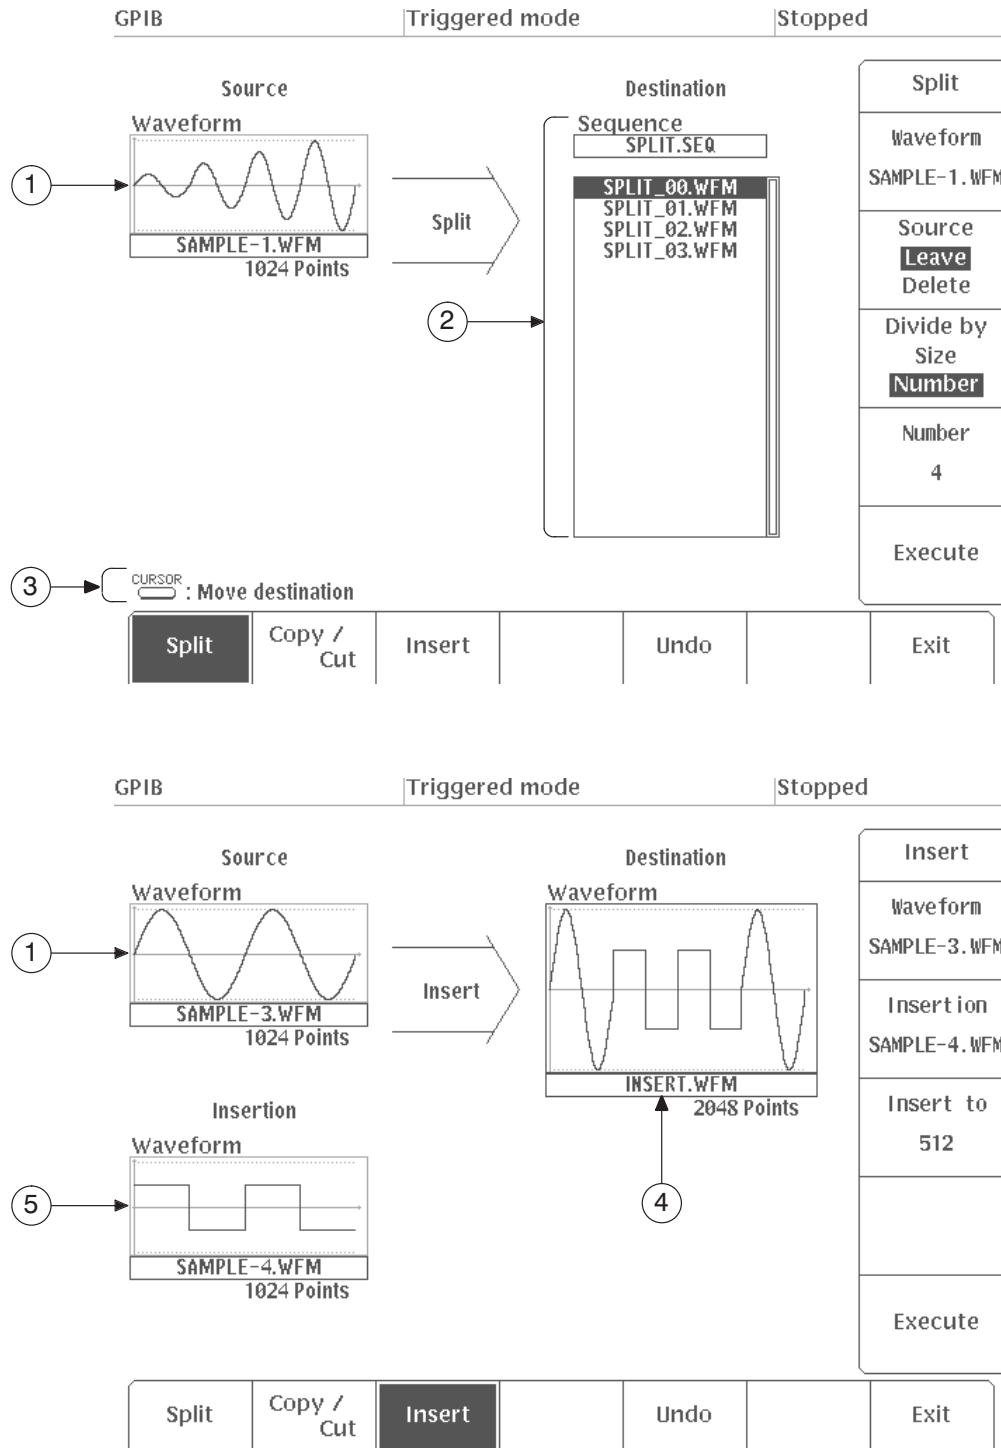 GPIB Triggered mode Stopped
Source
Destination
Split
Waveform
Sequence
SPLIT.SEQ
Waveform
SAMPLE-1.WFM
1
SPLIT_00.WFM
SPLIT_01.WFM
SPLIT_02.WFM
SPLIT_03.WFM
Split
SAMPLE-1.WFM
1024 Points
Source
Leave
Delete
2
Divide by
Size
Number
Number
4
Execute
3
CURSOR
: Move destination
Split
Copy /
Cut
Insert
Undo
Exit
GPIB Triggered mode Stopped
Source
Destination
Insert
Waveform
Waveform
Waveform
SAMPLE-3.WFM
1
Insert
SAMPLE-3.WFM
1024 Points
Insertion
SAMPLE-4.WFM
INSERT.WFM
2048 Points
Insert to
512
Insertion
Waveform
5
4
SAMPLE-4.WFM
1024 Points
Execute
Split
Copy /
Cut
Insert
Undo
Exit